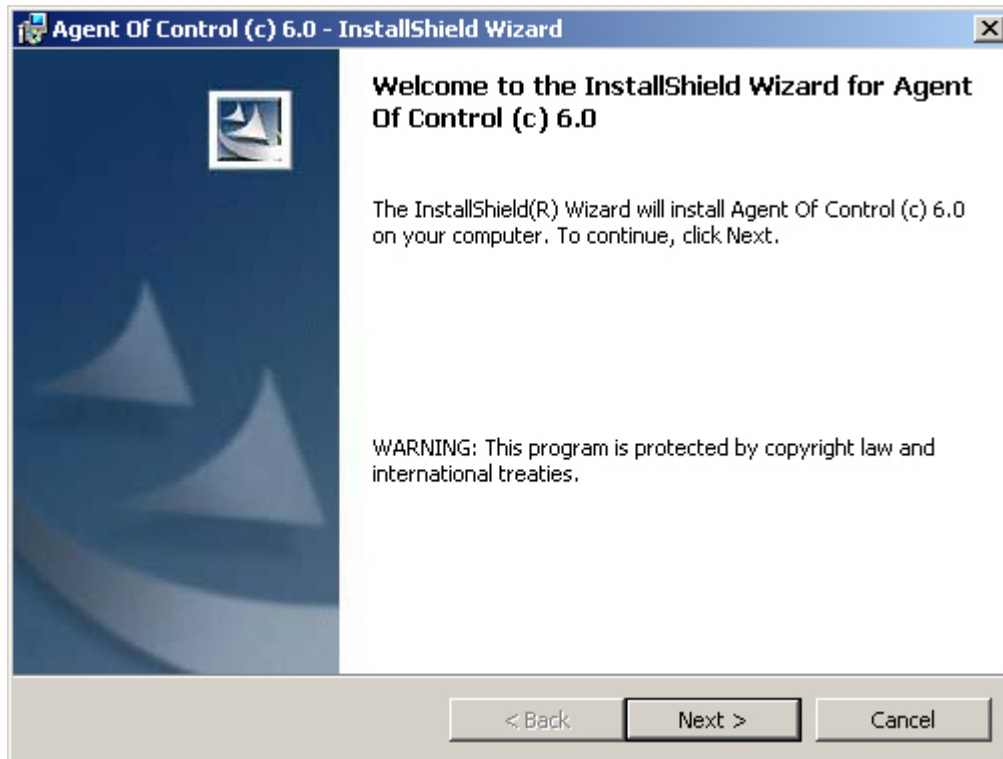 Agent Of Control (c) 6.0 - InstallShield Wizard
Welcome to the InstallShield Wizard for Agent
Of Control (c) 6.0
The InstallShield(R) Wizard will install Agent Of Control (c) 6.0
on your computer. To continue, click Next.
WARNING: This program is protected by copyright law and
international treaties.
< Back
Next >
Cancel